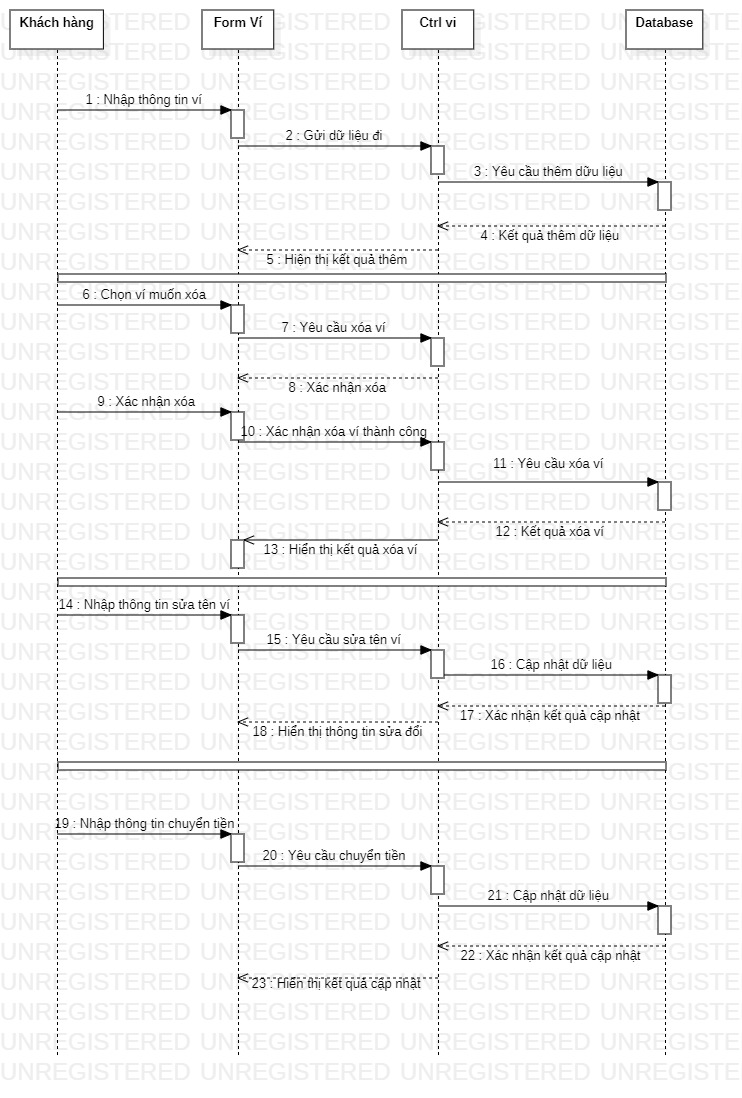 Khách hàng
Form Ví
Ctrl vi
Database
1 : Nhập thông tin ví
2 : Gửi dữ liệu đi
3 : Yêu cầu thêm dữu liệu
4 : Kết quả thêm dữ liệu
5 : Hiện thị kết quả thêm
6 : Chọn ví muốn xóa
7 : Yêu cầu xóa ví
8 : Xác nhận xóa
9 : Xác nhận xóa
10 : Xác nhận xóa ví thành công
11 : Yêu cầu xóa ví
12 : Kết quả xóa ví
13 : Hiển thị kết quả xóa ví
14 : Nhập thông tin sửa tên ví
15 : Yêu cầu sửa tên ví
16 : Cập nhật dữ liệu
17 : Xác nhận kết quả cập nhật
18 : Hiển thị thông tin sửa đổi
19 : Nhập thông tin chuyển tiền
20 : Yêu cầu chuyển tiền
21 : Cập nhật dữ liệu
22 : Xác nhận kết quả cập nhật
23 : Hiển thị kết quả cập nhật
UNREGISTERED